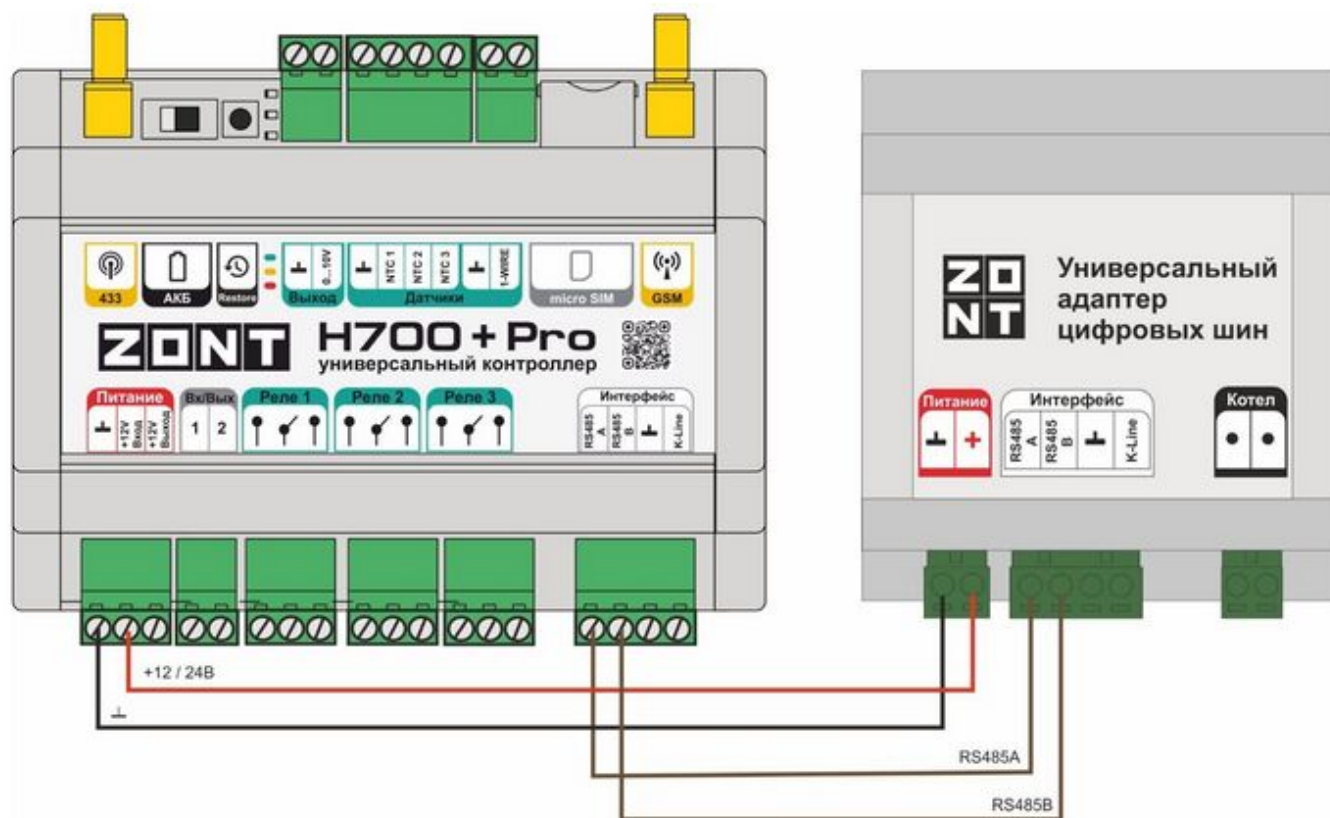 433
АКБ
Restore
0...10V
Выход
NTC 1
NTC 2
NTC 3
1-WIRE
Датчики
micro SIM
GSM
ZONT
H700+Pro
универсальный контроллер
Питание
+12V
Вход
+12V
Выход
Вх/Вых
1 2
Реле 1
Реле 2
Реле 3
Интерфейс
RS485
A
RS485
B
K-Line
ZONT
Универсальный
адаптер
цифровых шин
Питание
+
Интерфейс
RS485
A
RS485
B
K-Line
Котел
+12 / 24В
RS485A
RS485B